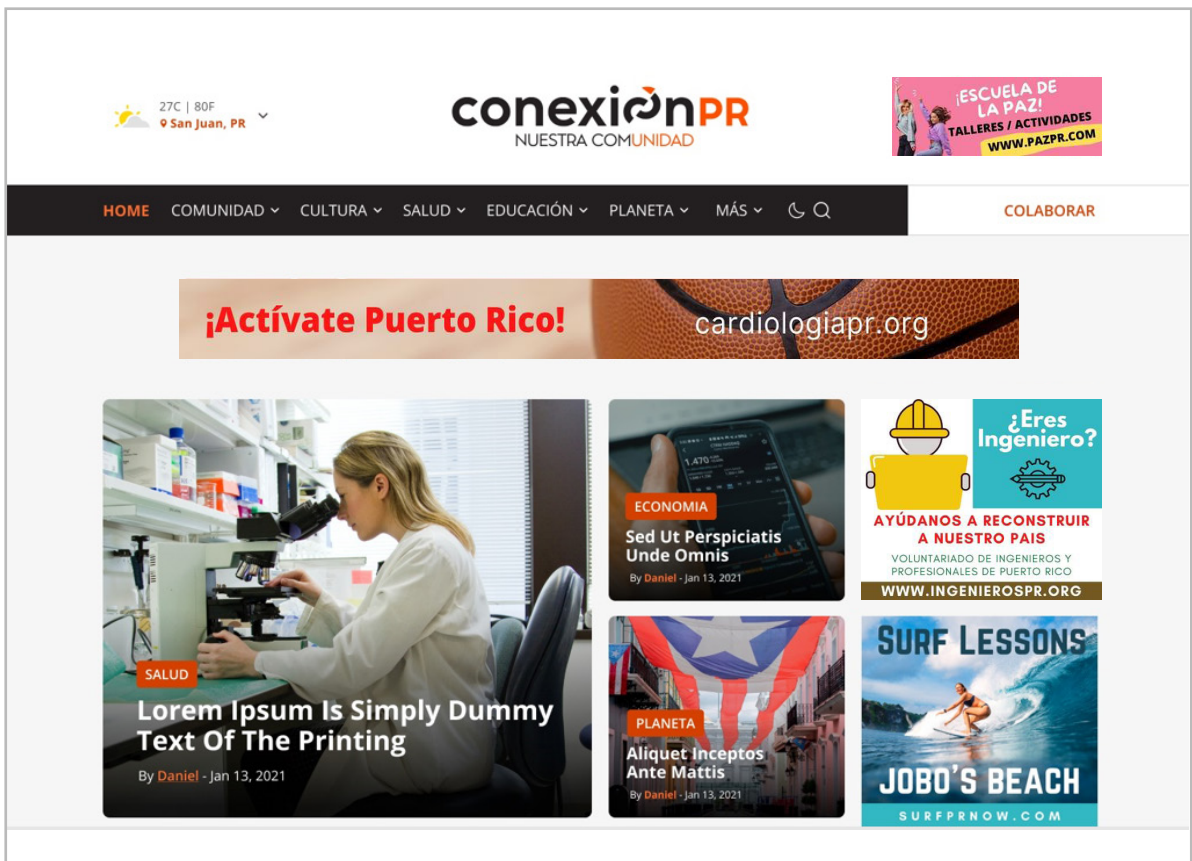 27C | 80F
San Juan, PR
conexiónPR
NUESTRA COMUNIDAD
¡ESCUELA DE
LA PAZ!
TALLERES / ACTIVIDADES
WWW.PAZPR.COM
HOME COMUNIDAD CULTURA SALUD EDUCACIÓN PLANETA MÁS COLABORAR
¡Actívate Puerto Rico! cardiologiapr.org
SALUD
Lorem Ipsum Is Simply Dummy
Text Of The Printing
By Daniel - Jan 13, 2021
1.470
ECONOMIA
Sed Ut Perspiciatis
Unde Omnis
By Daniel - Jan 13, 2021
PLANETA
Aliquet Inceptos
Ante Mattis
By Daniel - Jan 13, 2021
¿Eres
Ingeniero?
AYÚDANOS A RECONSTRUIR
A NUESTRO PAIS
VOLUNTARIADO DE INGENIEROS Y
PROFESIONALES DE PUERTO RICO
WWW.INGENIEROSPR.ORG
SURF LESSONS
JOBO'S BEACH
SURFPRNOW.COM